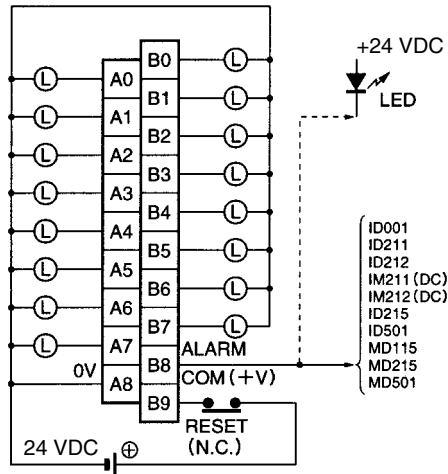 +24 VDC
LED
B0
L
L
A0
B1
L
L
A1
B2
L
L
A2
B3
L
L
A3
B4
L
L
A4
B5
L
L
A5
B6
L
L
A6
B7
L
L
A7
ALARM
0V
B8
A8
COM (+V)
B9
RESET
(N.C.)
24 VDC
⊕
ID001
ID211
ID212
IM211 (DC)
IM212 (DC)
ID215
ID501
MD115
MD215
MD501